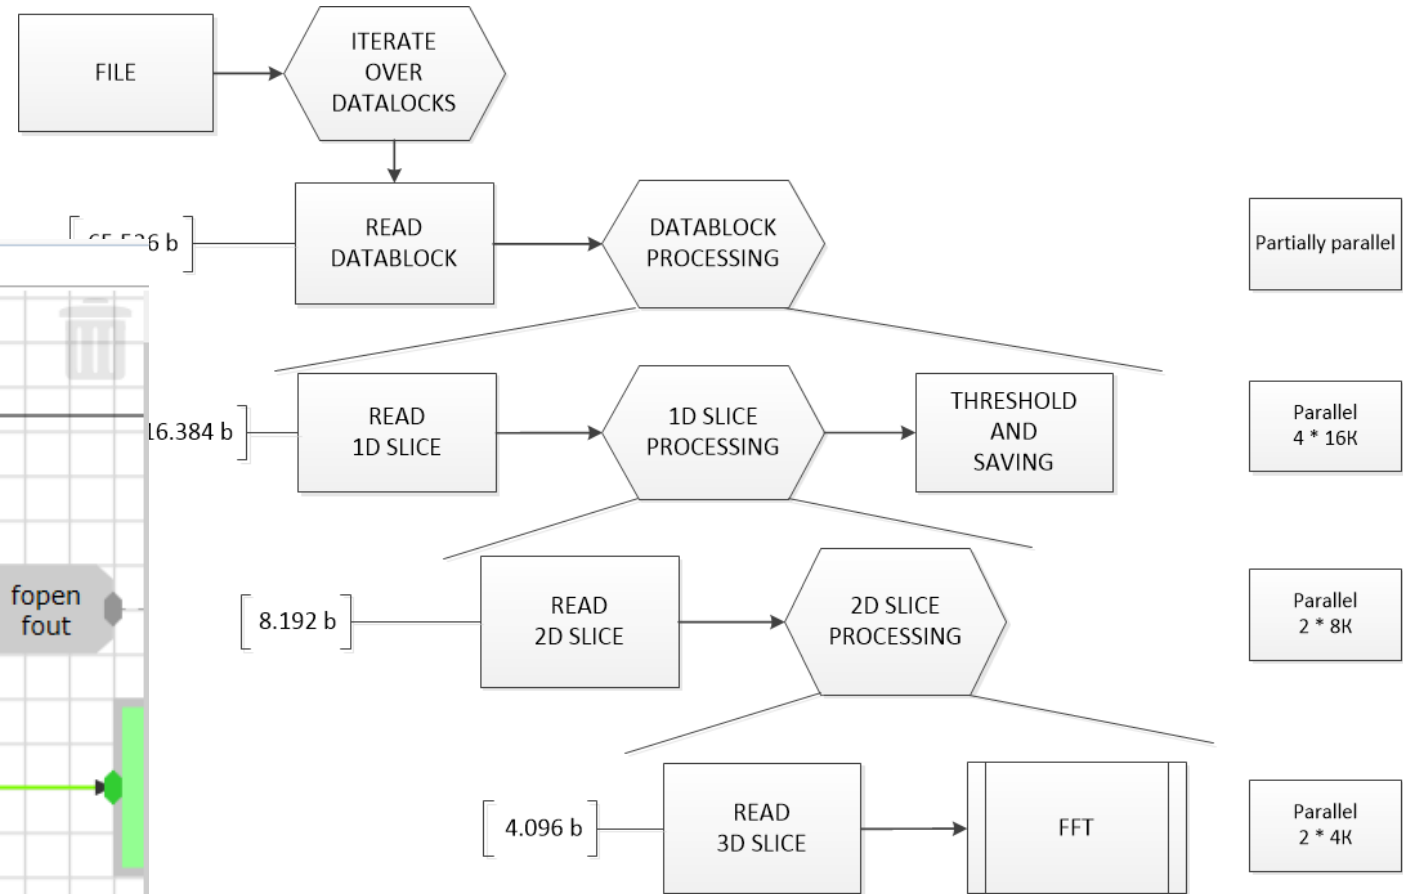 FILE
ITERATE
OVER
DATALOCKS
b
READ
DATABLOCK
DATABLOCK
PROCESSING
Partially parallel
16.384 b
READ
1D SLICE
1D SLICE
PROCESSING
THRESHOLD
AND
SAVING
Parallel
4 * 16K
fopen
fout
8.192 b
READ
2D SLICE
2D SLICE
PROCESSING
Parallel
2 * 8K
4.096 b
READ
3D SLICE
FFT
Parallel
2 * 4K